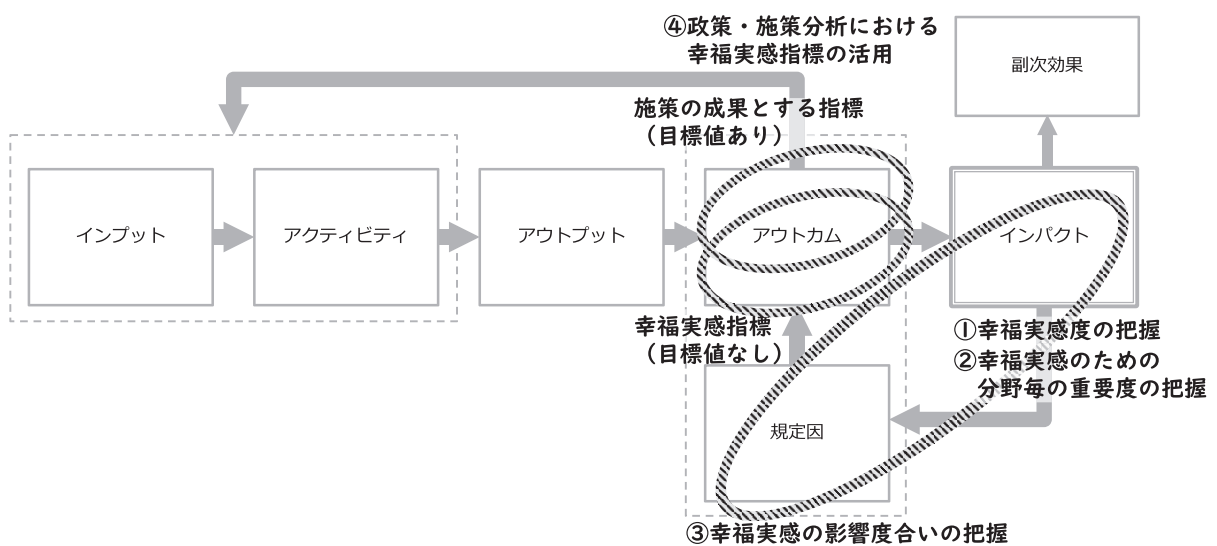 ④政策・施策分析における
幸福実感指標の活用
副次効果
施策の成果とする指標
（目標値あり）
インプット
アクティビティ
アウトプット
アウトカム
インパクト
幸福実感指標
（目標値なし）
①幸福実感度の把握
②幸福実感のための
分野毎の重要度の把握
規定因
③幸福実感の影響度合いの把握